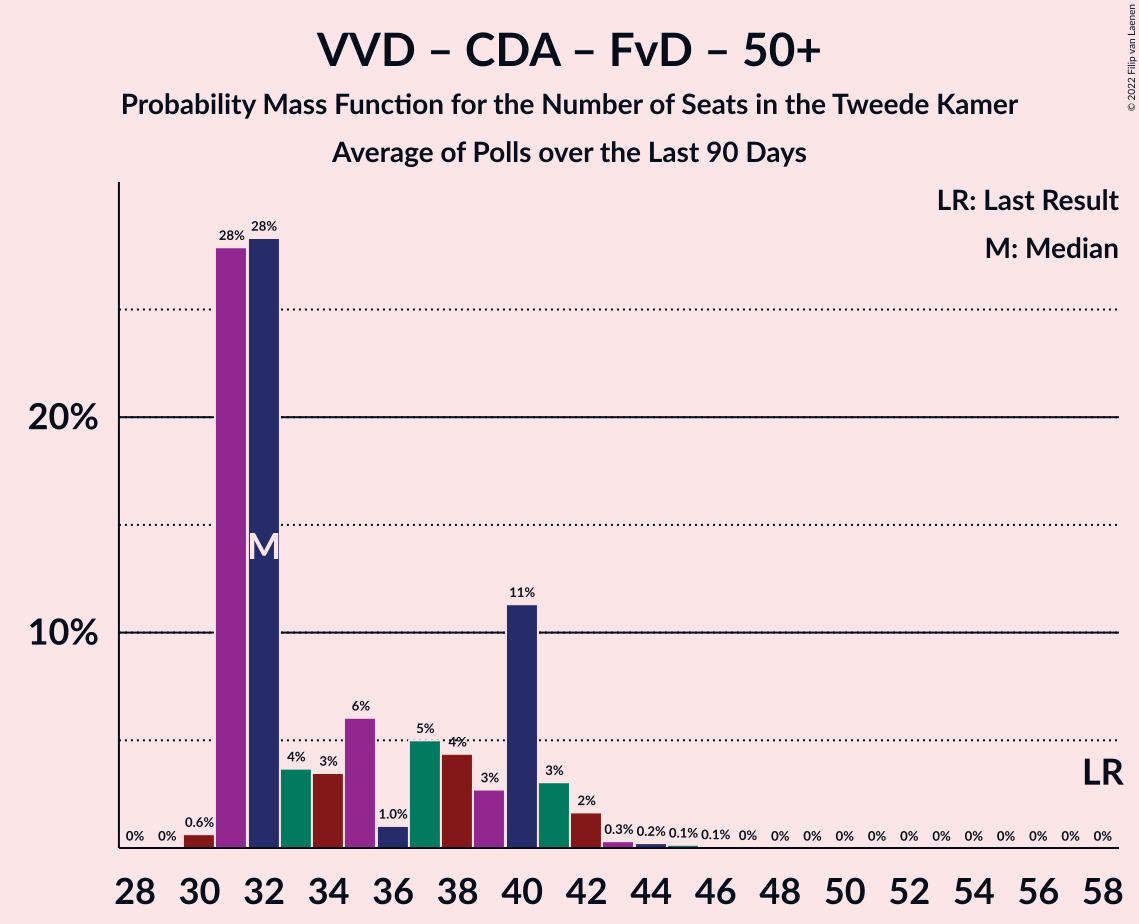 VVD – CDA – FvD – 50+
Probability Mass Function for the Number of Seats in the Tweede Kamer
Average of Polls over the Last 90 Days
© 2022 Filip van Laenen
LR: Last Result
M: Median
20%
10%
0% 0% 0.6% 28% 28% 4% 3% 6% 1.0% 5% 4% 3% 11% 3% 2% 0.3% 0.2% 0.1% 0.1% 0% 0% 0% 0% 0% 0% 0% 0% 0% 0% 0% 0%
M
LR
28 30 32 34 36 38 40 42 44 46 48 50 52 54 56 58